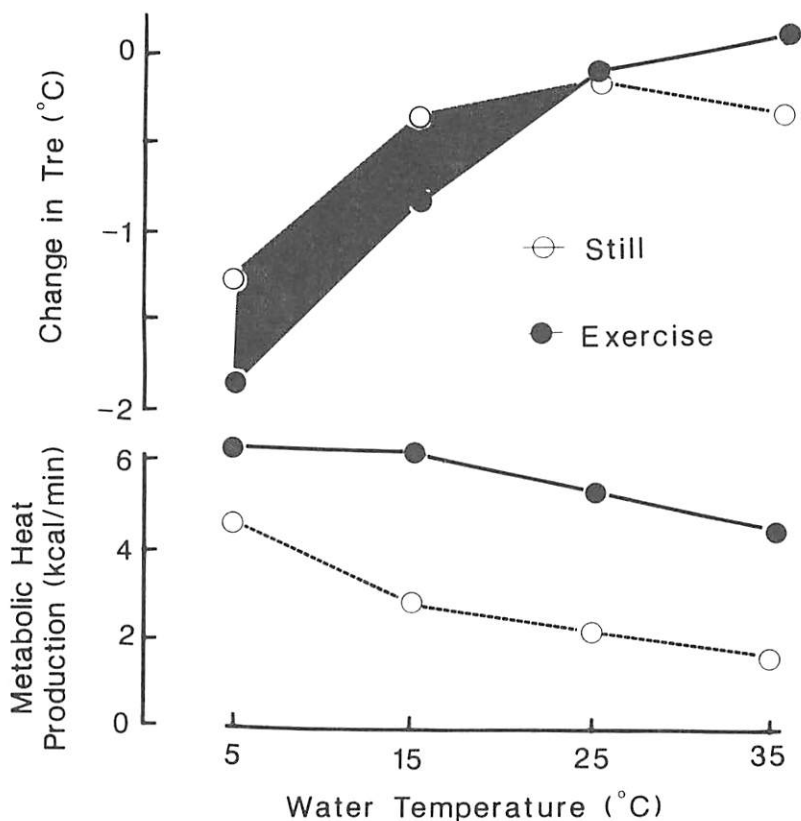 Change in Tre (°C)
0
-1
-2
Still
Exercise
Metabolic Heat
Production (kcal/min)
6
4
2
0
5 15 25 35
Water Temperature (°C)